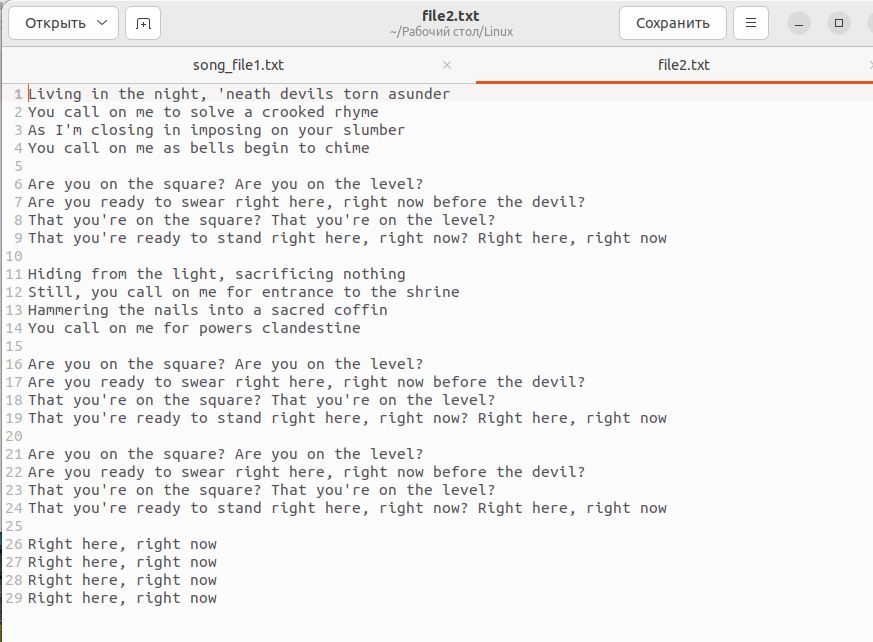 Открыть
file2.txt
~/Рабочий стол/Linux
Сохранить
song_file1.txt
file2.txt
1 Living in the night, 'neath devils torn asunder
2 You call on me to solve a crooked rhyme
3 As I'm closing in imposing on your slumber
4 You call on me as bells begin to chime
5
6 Are you on the square? Are you on the level?
7 Are you ready to swear right here, right now before the devil?
8 That you're on the square? That you're on the level?
9 That you're ready to stand right here, right now? Right here, right now
10
11 Hiding from the light, sacrificing nothing
12 Still, you call on me for entrance to the shrine
13 Hammering the nails into a sacred coffin
14 You call on me for powers clandestine
15
16 Are you on the square? Are you on the level?
17 Are you ready to swear right here, right now before the devil?
18 That you're on the square? That you're on the level?
19 That you're ready to stand right here, right now? Right here, right now
20
21 Are you on the square? Are you on the level?
22 Are you ready to swear right here, right now before the devil?
23 That you're on the square? That you're on the level?
24 That you're ready to stand right here, right now? Right here, right now
25
26 Right here, right now
27 Right here, right now
28 Right here, right now
29 Right here, right now